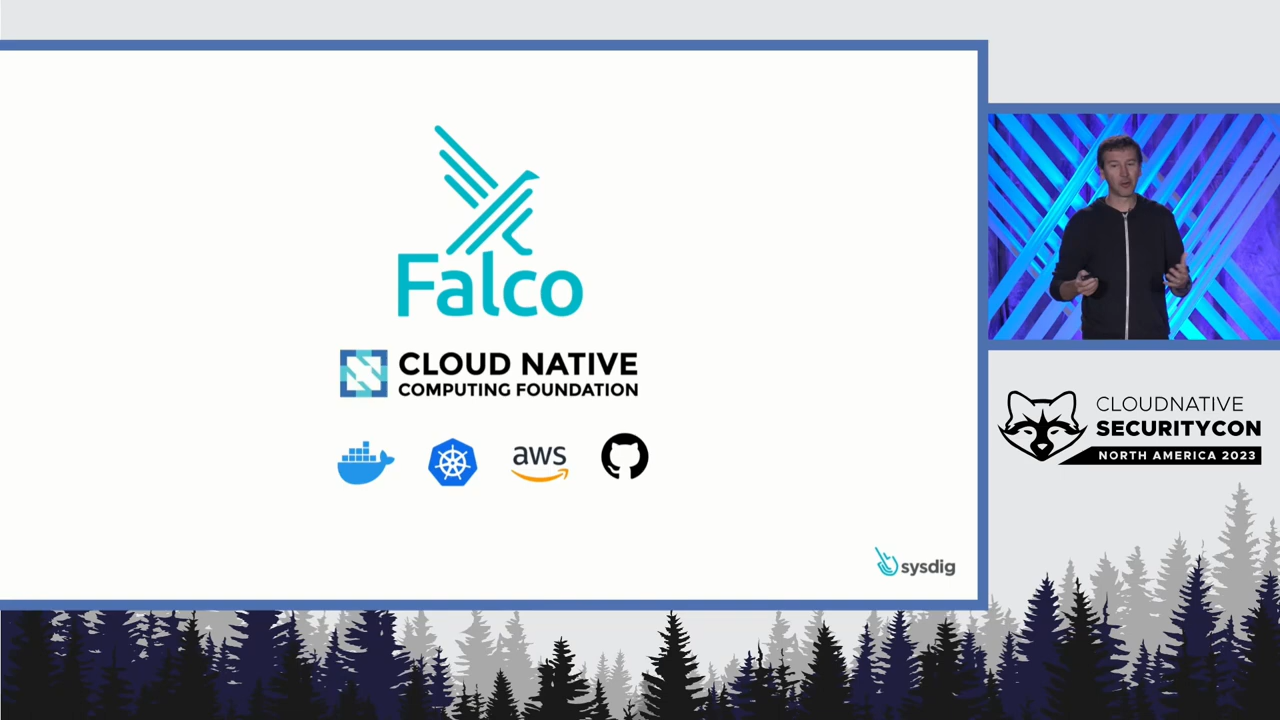 Falco
CLOUD NATIVE
COMPUTING FOUNDATION
aws
sysdig
CLOUDNATIVE
SECURITYCON
NORTH AMERICA 2023